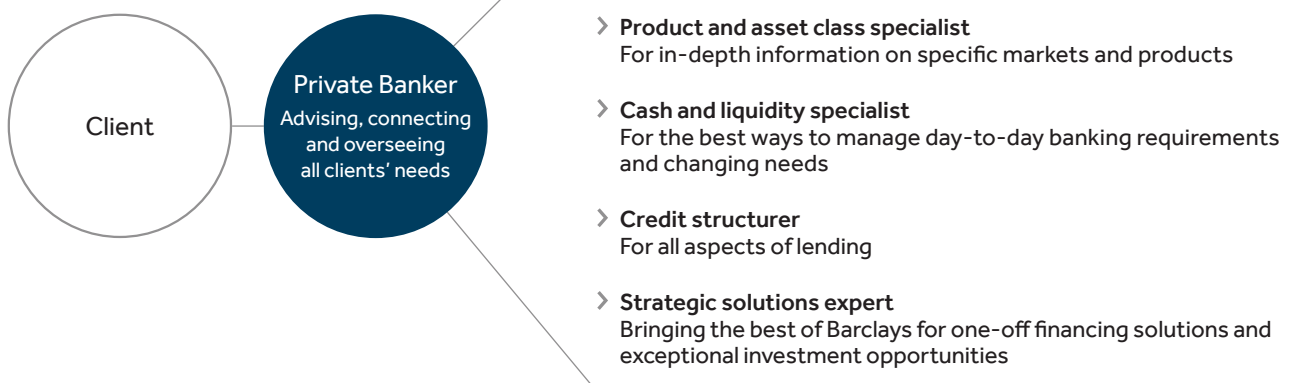 Client
Private Banker
Advising, connecting
and overseeing
all clients’ needs
Product and asset class specialist
For in-depth information on specific markets and products
Cash and liquidity specialist
For the best ways to manage day-to-day banking requirements
and changing needs
Credit structurer
For all aspects of lending
Strategic solutions expert
Bringing the best of Barclays for one-off financing solutions and
exceptional investment opportunities